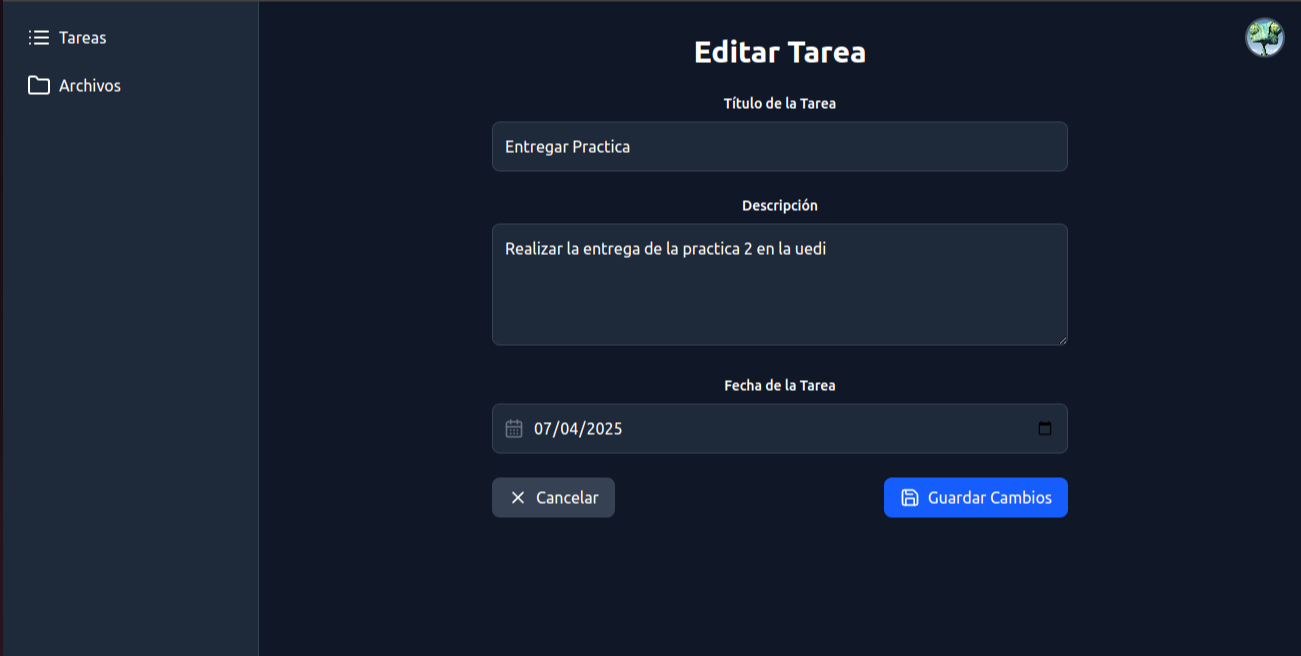 Tareas
Archivos
Editar Tarea
Título de la Tarea
Entregar Practica
Descripción
Realizar la entrega de la practica 2 en la uedi
Fecha de la Tarea
07/04/2025
Cancelar
Guardar Cambios